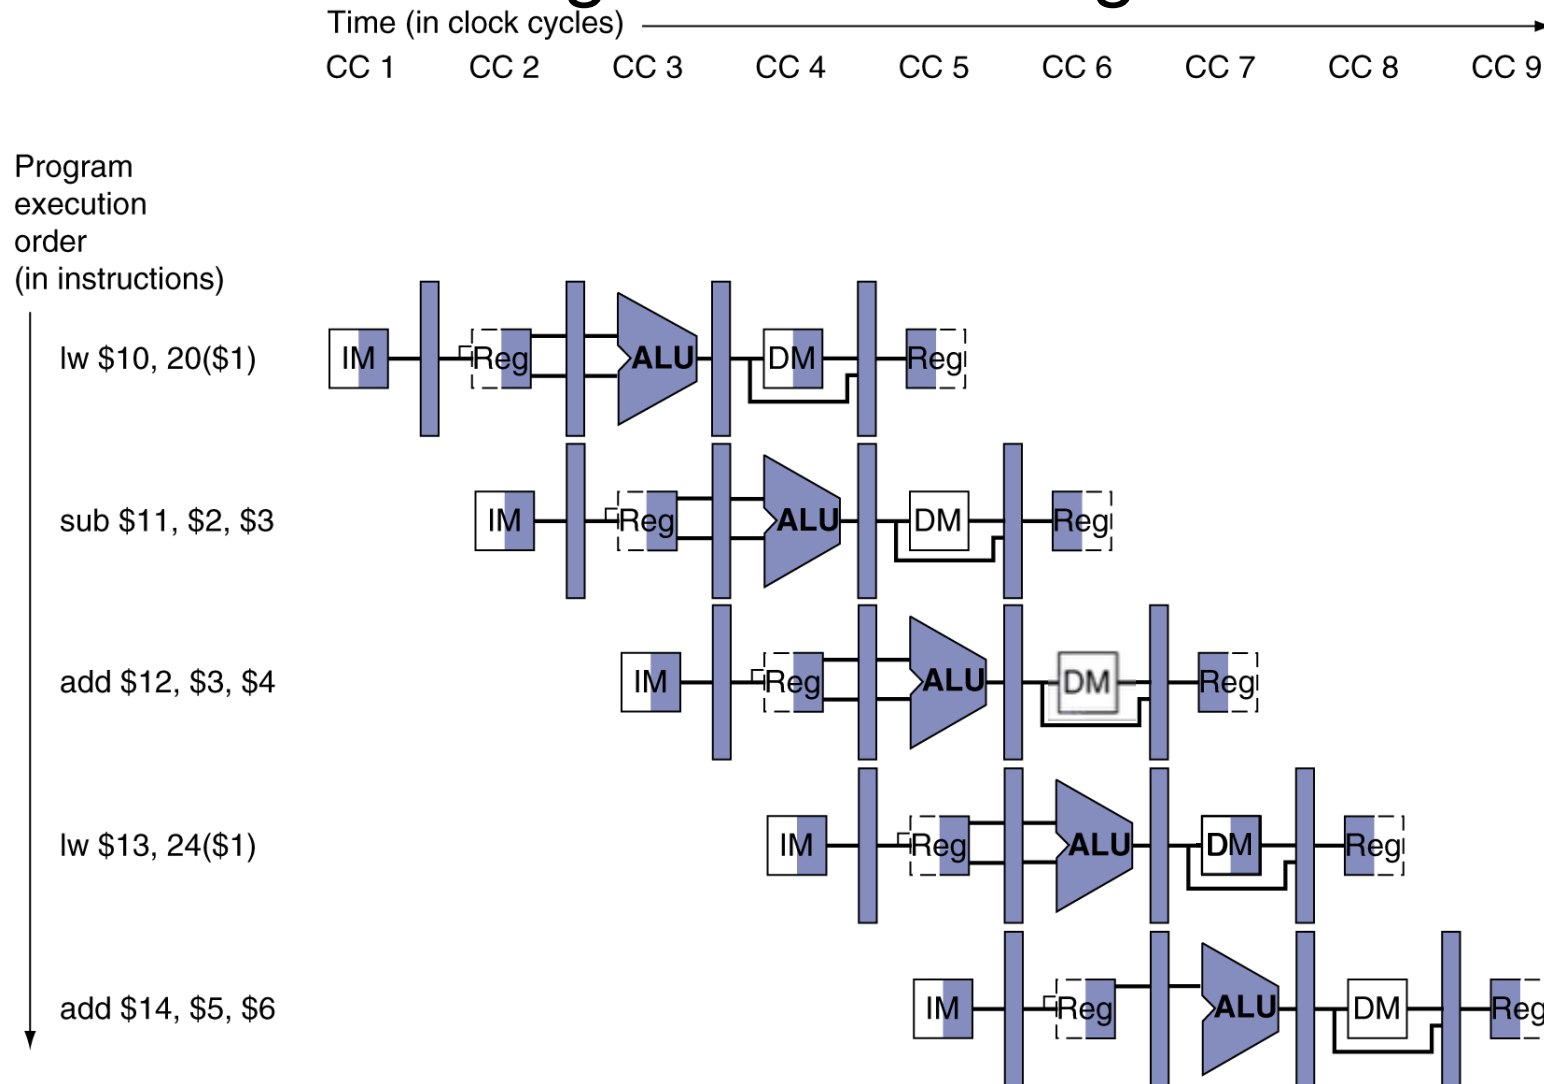 Time (in clock cycles)
CC 1 CC 2 CC 3 CC 4 CC 5 CC 6 CC 7 CC 8 CC 9
Program
execution
order
(in instructions)
lw $10, 20($1) IM Reg ALU DM Reg
sub $11, $2, $3 IM Reg ALU DM Reg
add $12, $3, $4 IM Reg ALU DM Reg
lw $13, 24($1) IM Reg ALU DM Reg
add $14, $5, $6 IM Reg ALU DM Reg